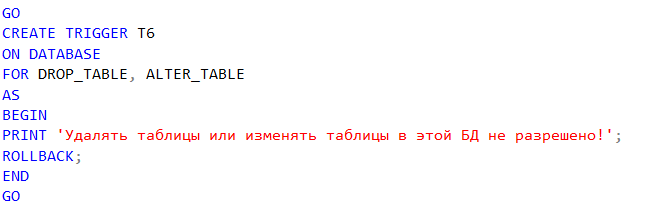 GO
CREATE TRIGGER T6
ON DATABASE
FOR DROP_TABLE, ALTER_TABLE
AS
BEGIN
PRINT 'Удалять таблицы или изменять таблицы в этой БД не разрешено!';
ROLLBACK;
END
GO